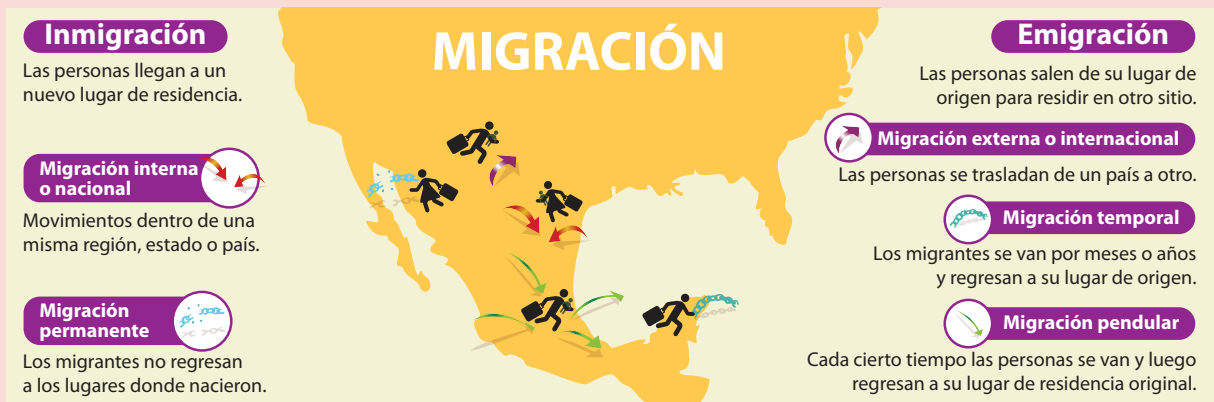 MIGRACIÓN
Inmigración
Las personas llegan a un
nuevo lugar de residencia.
Migración interna
o nacional
Movimientos dentro de una
misma región, estado o país.
Migración
permanente
Los migrantes no regresan
a los lugares donde nacieron.
Emigración
Las personas salen de su lugar de
origen para residir en otro sitio.
Migración externa o internacional
Las personas se trasladan de un país a otro.
Migración temporal
Los migrantes se van por meses o años
y regresan a su lugar de origen.
Migración pendular
Cada cierto tiempo las personas se van y luego
regresan a su lugar de residencia original.